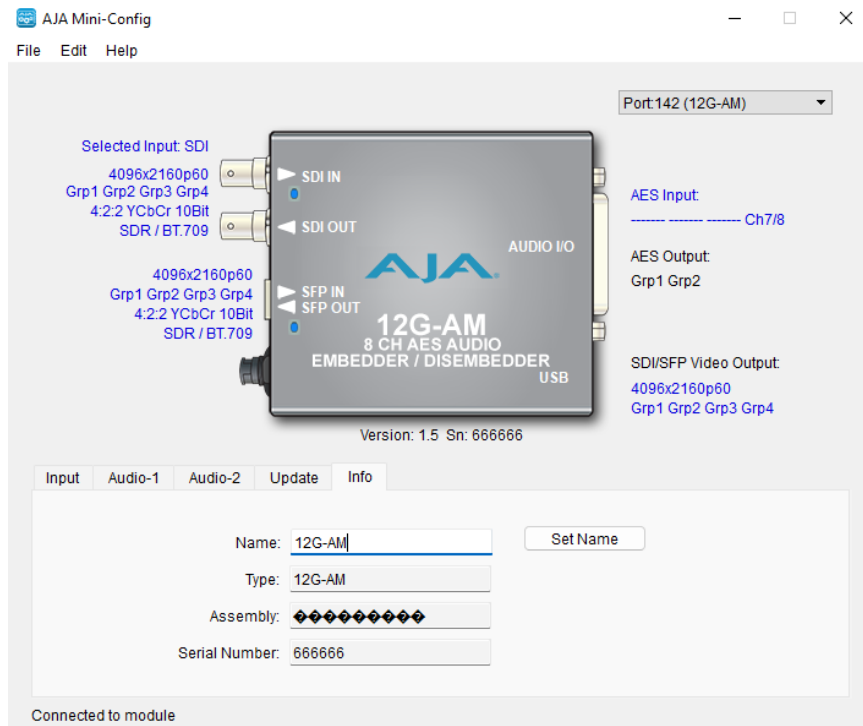 AJA Mini-Config
File Edit Help
Port:142 (12G-AM)
Selected Input: SDI
4096x2160p60
Grp1 Grp2 Grp3 Grp4
4:2:2 YCbCr 10Bit
SDR / BT.709
4096x2160p60
Grp1 Grp2 Grp3 Grp4
4:2:2 YCbCr 10Bit
SDR / BT.709
SDI IN
SDI OUT
AUDIO I/O
AJA
SFP IN
SFP OUT
12G-AM
8 CH AES AUDIO
EMBEDDER / DISEMBEDDER
USB
AES Input:
------- ------- ------- Ch7/8
AES Output:
Grp1 Grp2
SDI/SFP Video Output:
4096x2160p60
Grp1 Grp2 Grp3 Grp4
Version: 1.5 Sn: 666666
Input Audio-1 Audio-2 Update Info
Name: 12G-AM Set Name
Type: 12G-AM
Assembly: ���������
Serial Number: 666666
Connected to module